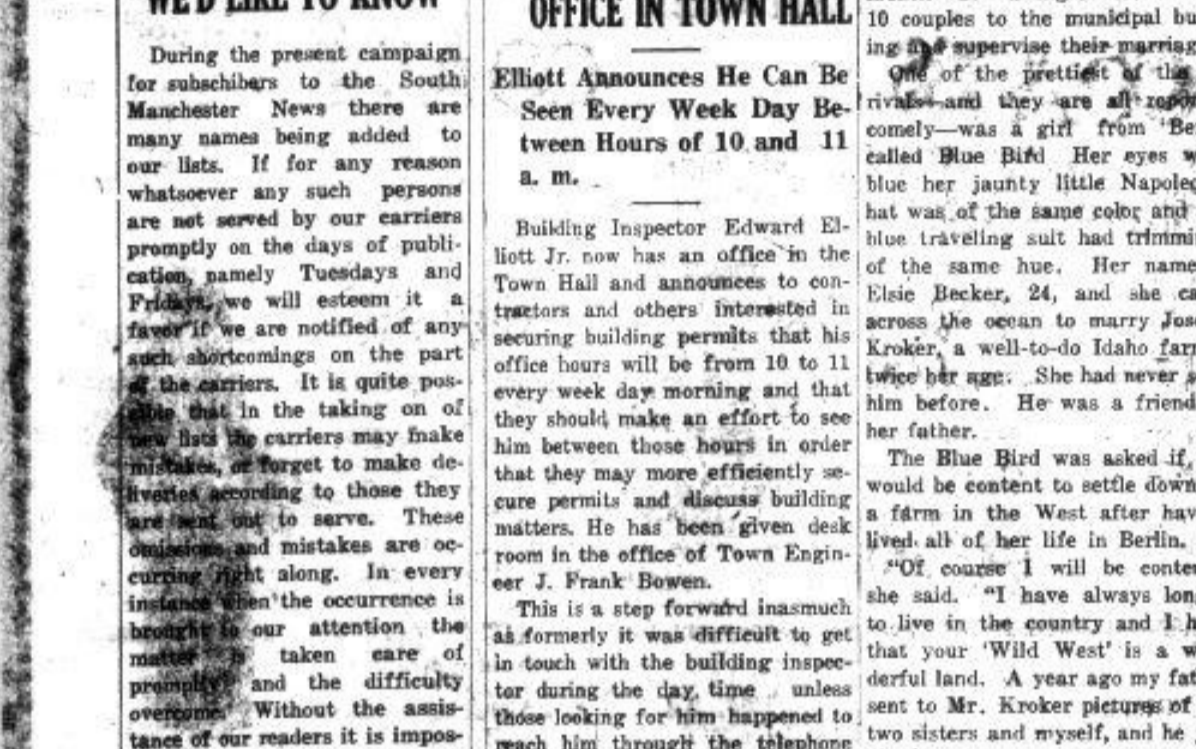 WE'D LIKE TO KNOW
During the present campaign
for subschibers to the South
Manchester News there are
many names being added to
our lists. If for any reason
whatsoever any such persons
are not served by our carriers
promptly on the days of publi-
cation, namely Tuesdays and
Fridays, we will esteem it a
favor if we are notified of any
such shortcomings on the part
of the carriers. It is quite pos-
sible that in the taking on of
new lists the carriers may make
mistakes, or forget to make de-
liveries according to those they
are sent out to serve. These
omissions and mistakes are oc-
curring right along. In every
instance when the occurrence is
brought to our attention the
matter is taken care of
promptly and the difficulty
overcome. Without the assis-
tance of our readers it is impos-
OFFICE IN TOWN HALL
Elliott Announces He Can Be
Seen Every Week Day Be-
tween Hours of 10 and 11
a. m.
Building Inspector Edward El-
liott Jr. now has an office in the
Town Hall and announces to con-
tractors and others interested in
securing building permits that his
office hours will be from 10 to 11
every week day morning and that
they should make an effort to see
him between those hours in order
that they may more efficiently se-
cure permits and discuss building
matters. He has been given desk
room in the office of Town Engin-
eer J. Frank Bowen.
This is a step forward inasmuch
as formerly it was difficult to get
in touch with the building inspec-
tor during the day time unless
those looking for him happened to
reach him through the telephone
10 couples to the municipal bu
ing and supervise their marriag
One of the prettiest of the
rivals—and they are all repor
comely—was a girl from Be
called Blue Bird Her eyes w
blue her jaunty little Napoleo
hat was of the same color and
blue traveling suit had trimmi
of the same hue. Her name
Elsie Becker, 24, and she ca
across the ocean to marry Jos
Kroker, a well-to-do Idaho far
twice her age. She had never s
him before. He was a friend
her father.
The Blue Bird was asked if,
would be content to settle down
a farm in the West after hav
lived all of her life in Berlin.
"Of course I will be conte
she said. "I have always lon
to live in the country and I h
that your 'Wild West' is a w
derful land. A year ago my fat
sent to Mr. Kroker pictures of
two sisters and myself, and he